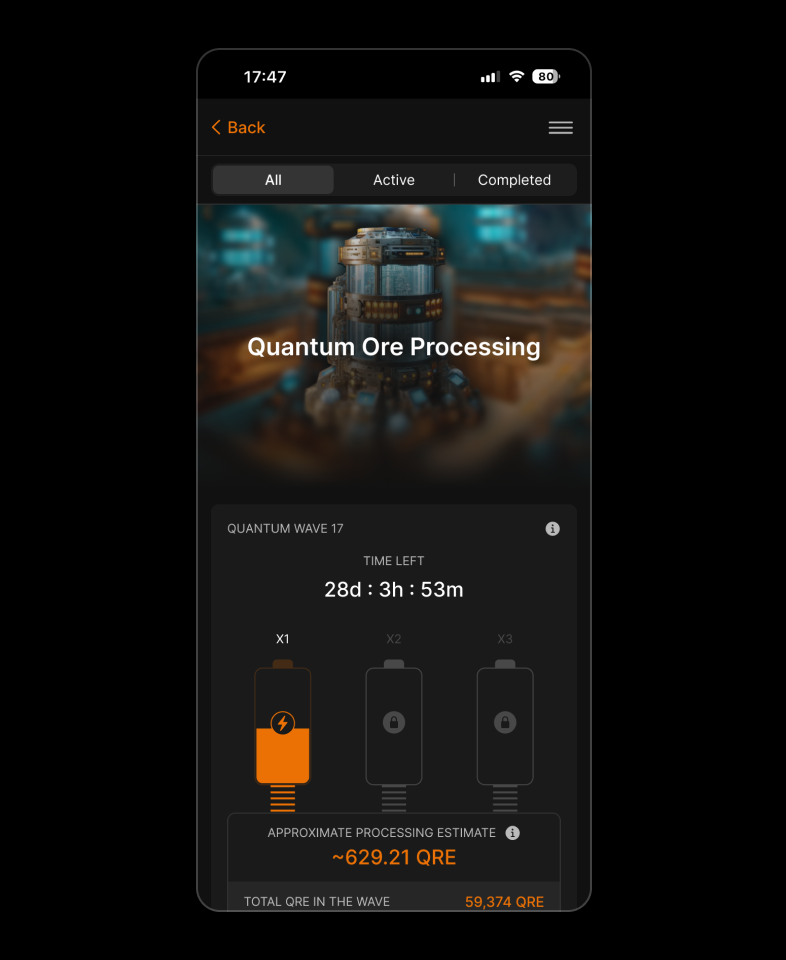 17:47
80
Back
All
Active
Completed
Quantum Ore Processing
QUANTUM WAVE 17
TIME LEFT
28d : 3h : 53m
X1
X2
X3
APPROXIMATE PROCESSING ESTIMATE
~629.21 QRE
TOTAL QRE IN THE WAVE
59,374 QRE